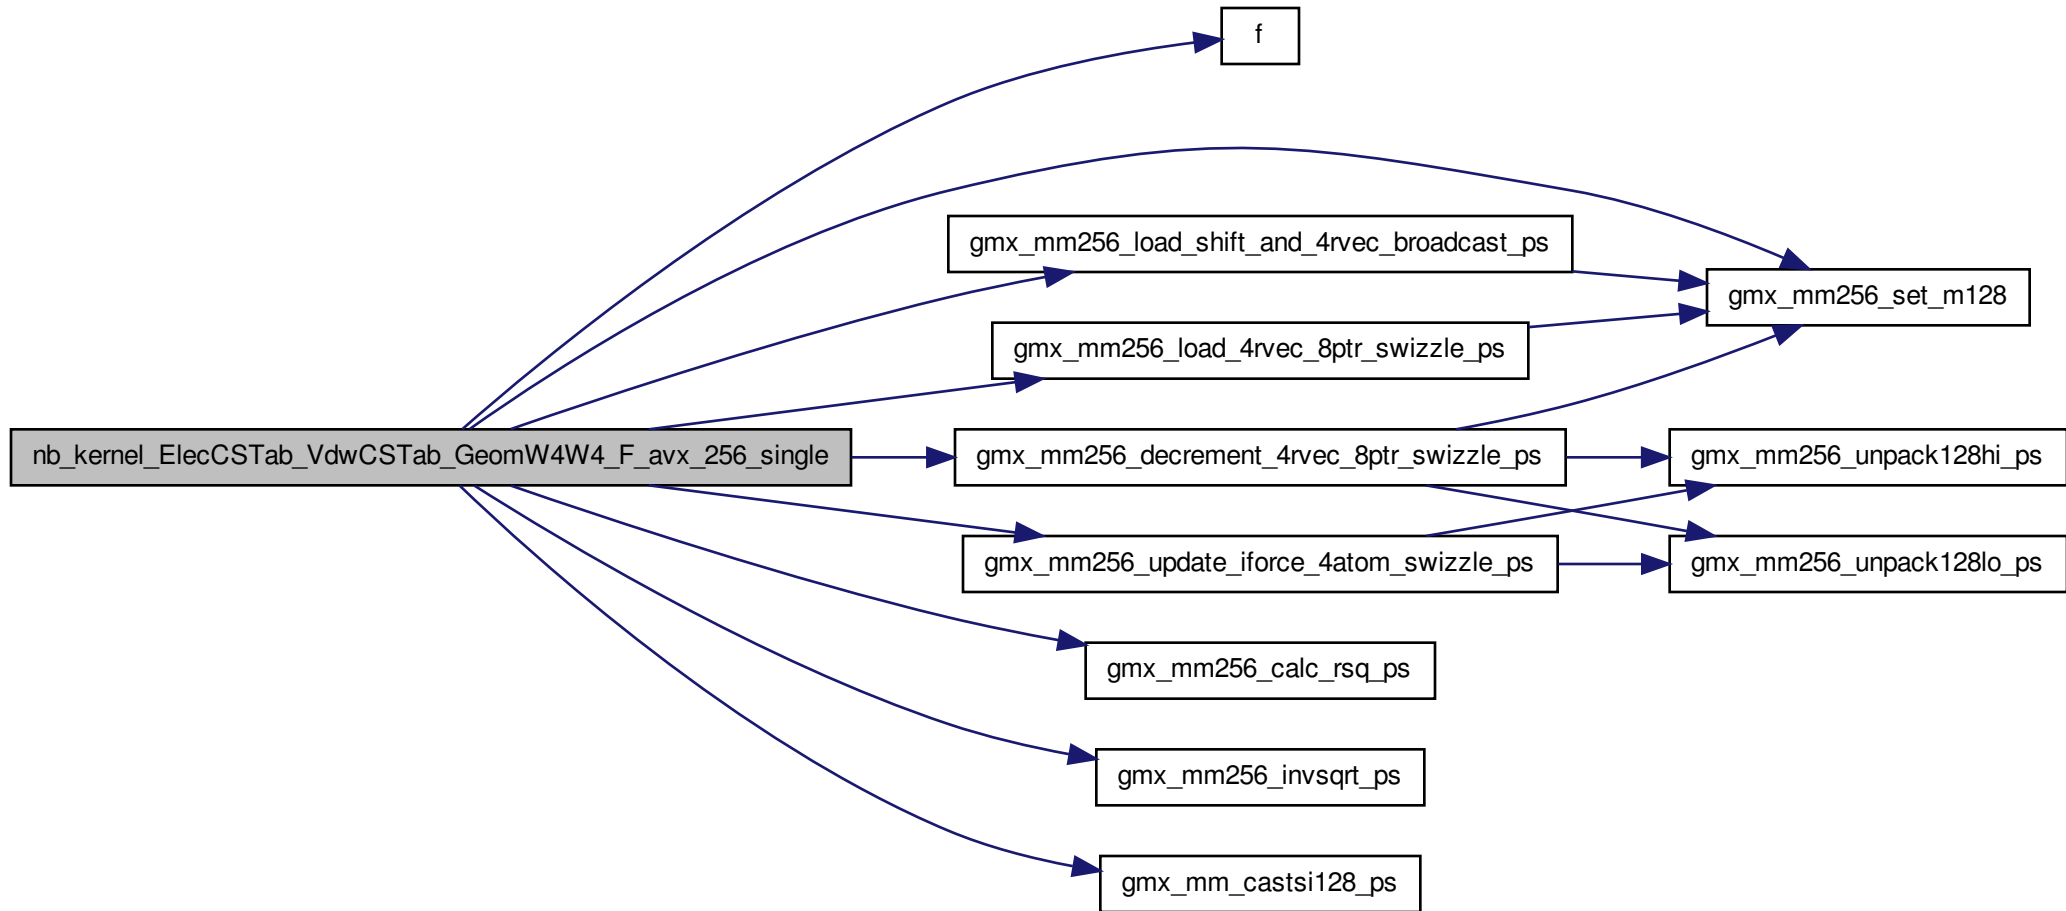 f
gmx_mm256_load_shift_and_4rvec_broadcast_ps
gmx_mm256_set_m128
gmx_mm256_load_4rvec_8ptr_swizzle_ps
nb_kernel_ElecCSTab_VdwCSTab_GeomW4W4_F_avx_256_single
gmx_mm256_decrement_4rvec_8ptr_swizzle_ps
gmx_mm256_unpack128hi_ps
gmx_mm256_update_iforce_4atom_swizzle_ps
gmx_mm256_unpack128lo_ps
gmx_mm256_calc_rsq_ps
gmx_mm256_invsqrt_ps
gmx_mm_castsi128_ps